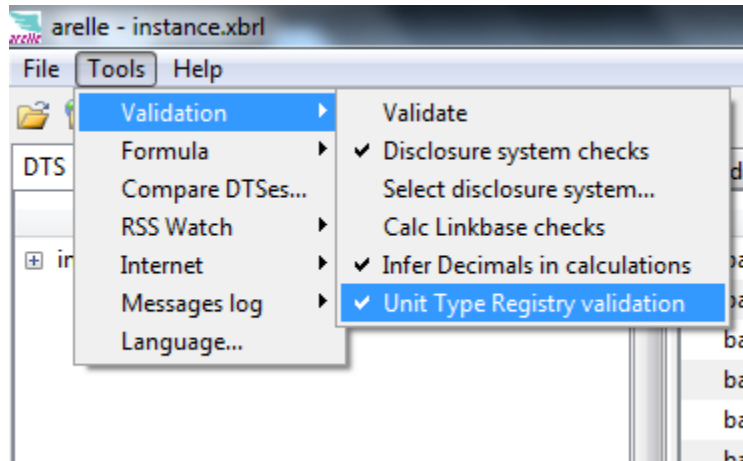 arelle arelle - instance.xbrl
File Tools Help
Validation
Formula
Compare DTSes...
RSS Watch
Internet
Messages log
Language...
Validate
Disclosure system checks
Select disclosure system...
Calc Linkbase checks
Infer Decimals in calculations
Unit Type Registry validation
DTS